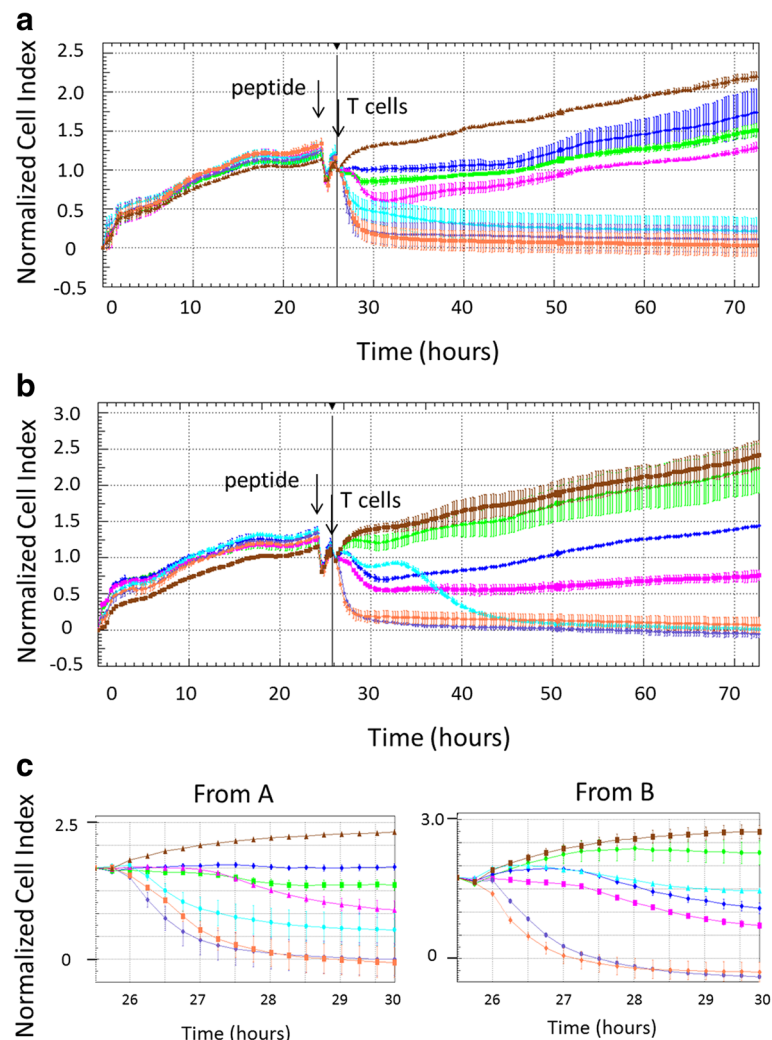 a
Normalized Cell Index
2.5
2.0
1.5
1.0
0.5
0
-0.5
peptide
T cells
0 10 20 30 40 50 60 70
Time (hours)
b
Normalized Cell Index
3.0
2.5
2.0
1.5
1.0
0.5
0
-0.5
peptide
T cells
0 10 20 30 40 50 60 70
Time (hours)
c
Normalized Cell Index
From A
2.5
0
26 27 28 29 30
Time (hours)
From B
3.0
0
26 27 28 29 30
Time (hours)